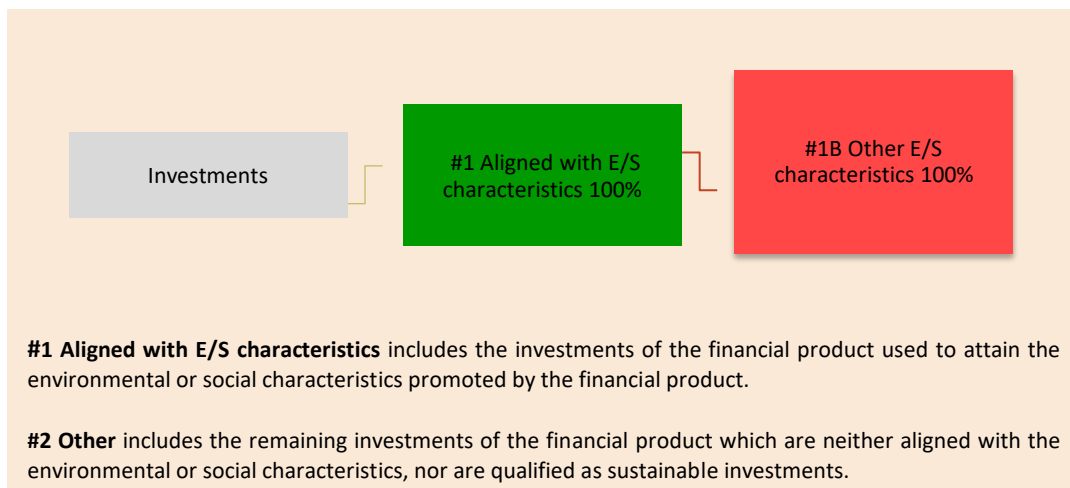 Investments
#1 Aligned with E/S
characteristics 100%
#1B Other E/S
characteristics 100%
#1 Aligned with E/S characteristics includes the investments of the financial product used to attain the
environmental or social characteristics promoted by the financial product.
#2 Other includes the remaining investments of the financial product which are neither aligned with the
environmental or social characteristics, nor are qualified as sustainable investments.